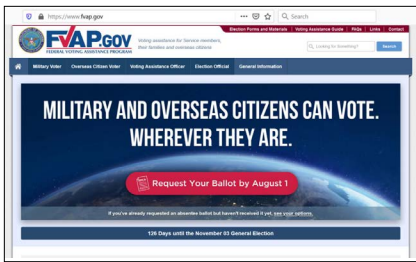 https://www.fvap.gov
Search
Election Forms and Materials | Voting Assistance Guide | FAQs | Links | Contact
FVAP.GOV
FEDERAL VOTING ASSISTANCE PROGRAM
Voting assistance for Service members,
their families and overseas citizens
Looking for Something?
Search
Military Voter
Overseas Citizen Voter
Voting Assistance Officer
Election Official
General Information
MILITARY AND OVERSEAS CITIZENS CAN VOTE.
WHEREVER THEY ARE.
Request Your Ballot by August 1
If you've already requested an absentee ballot but haven't received it yet, see your options.
126 Days until the November 03 General Election